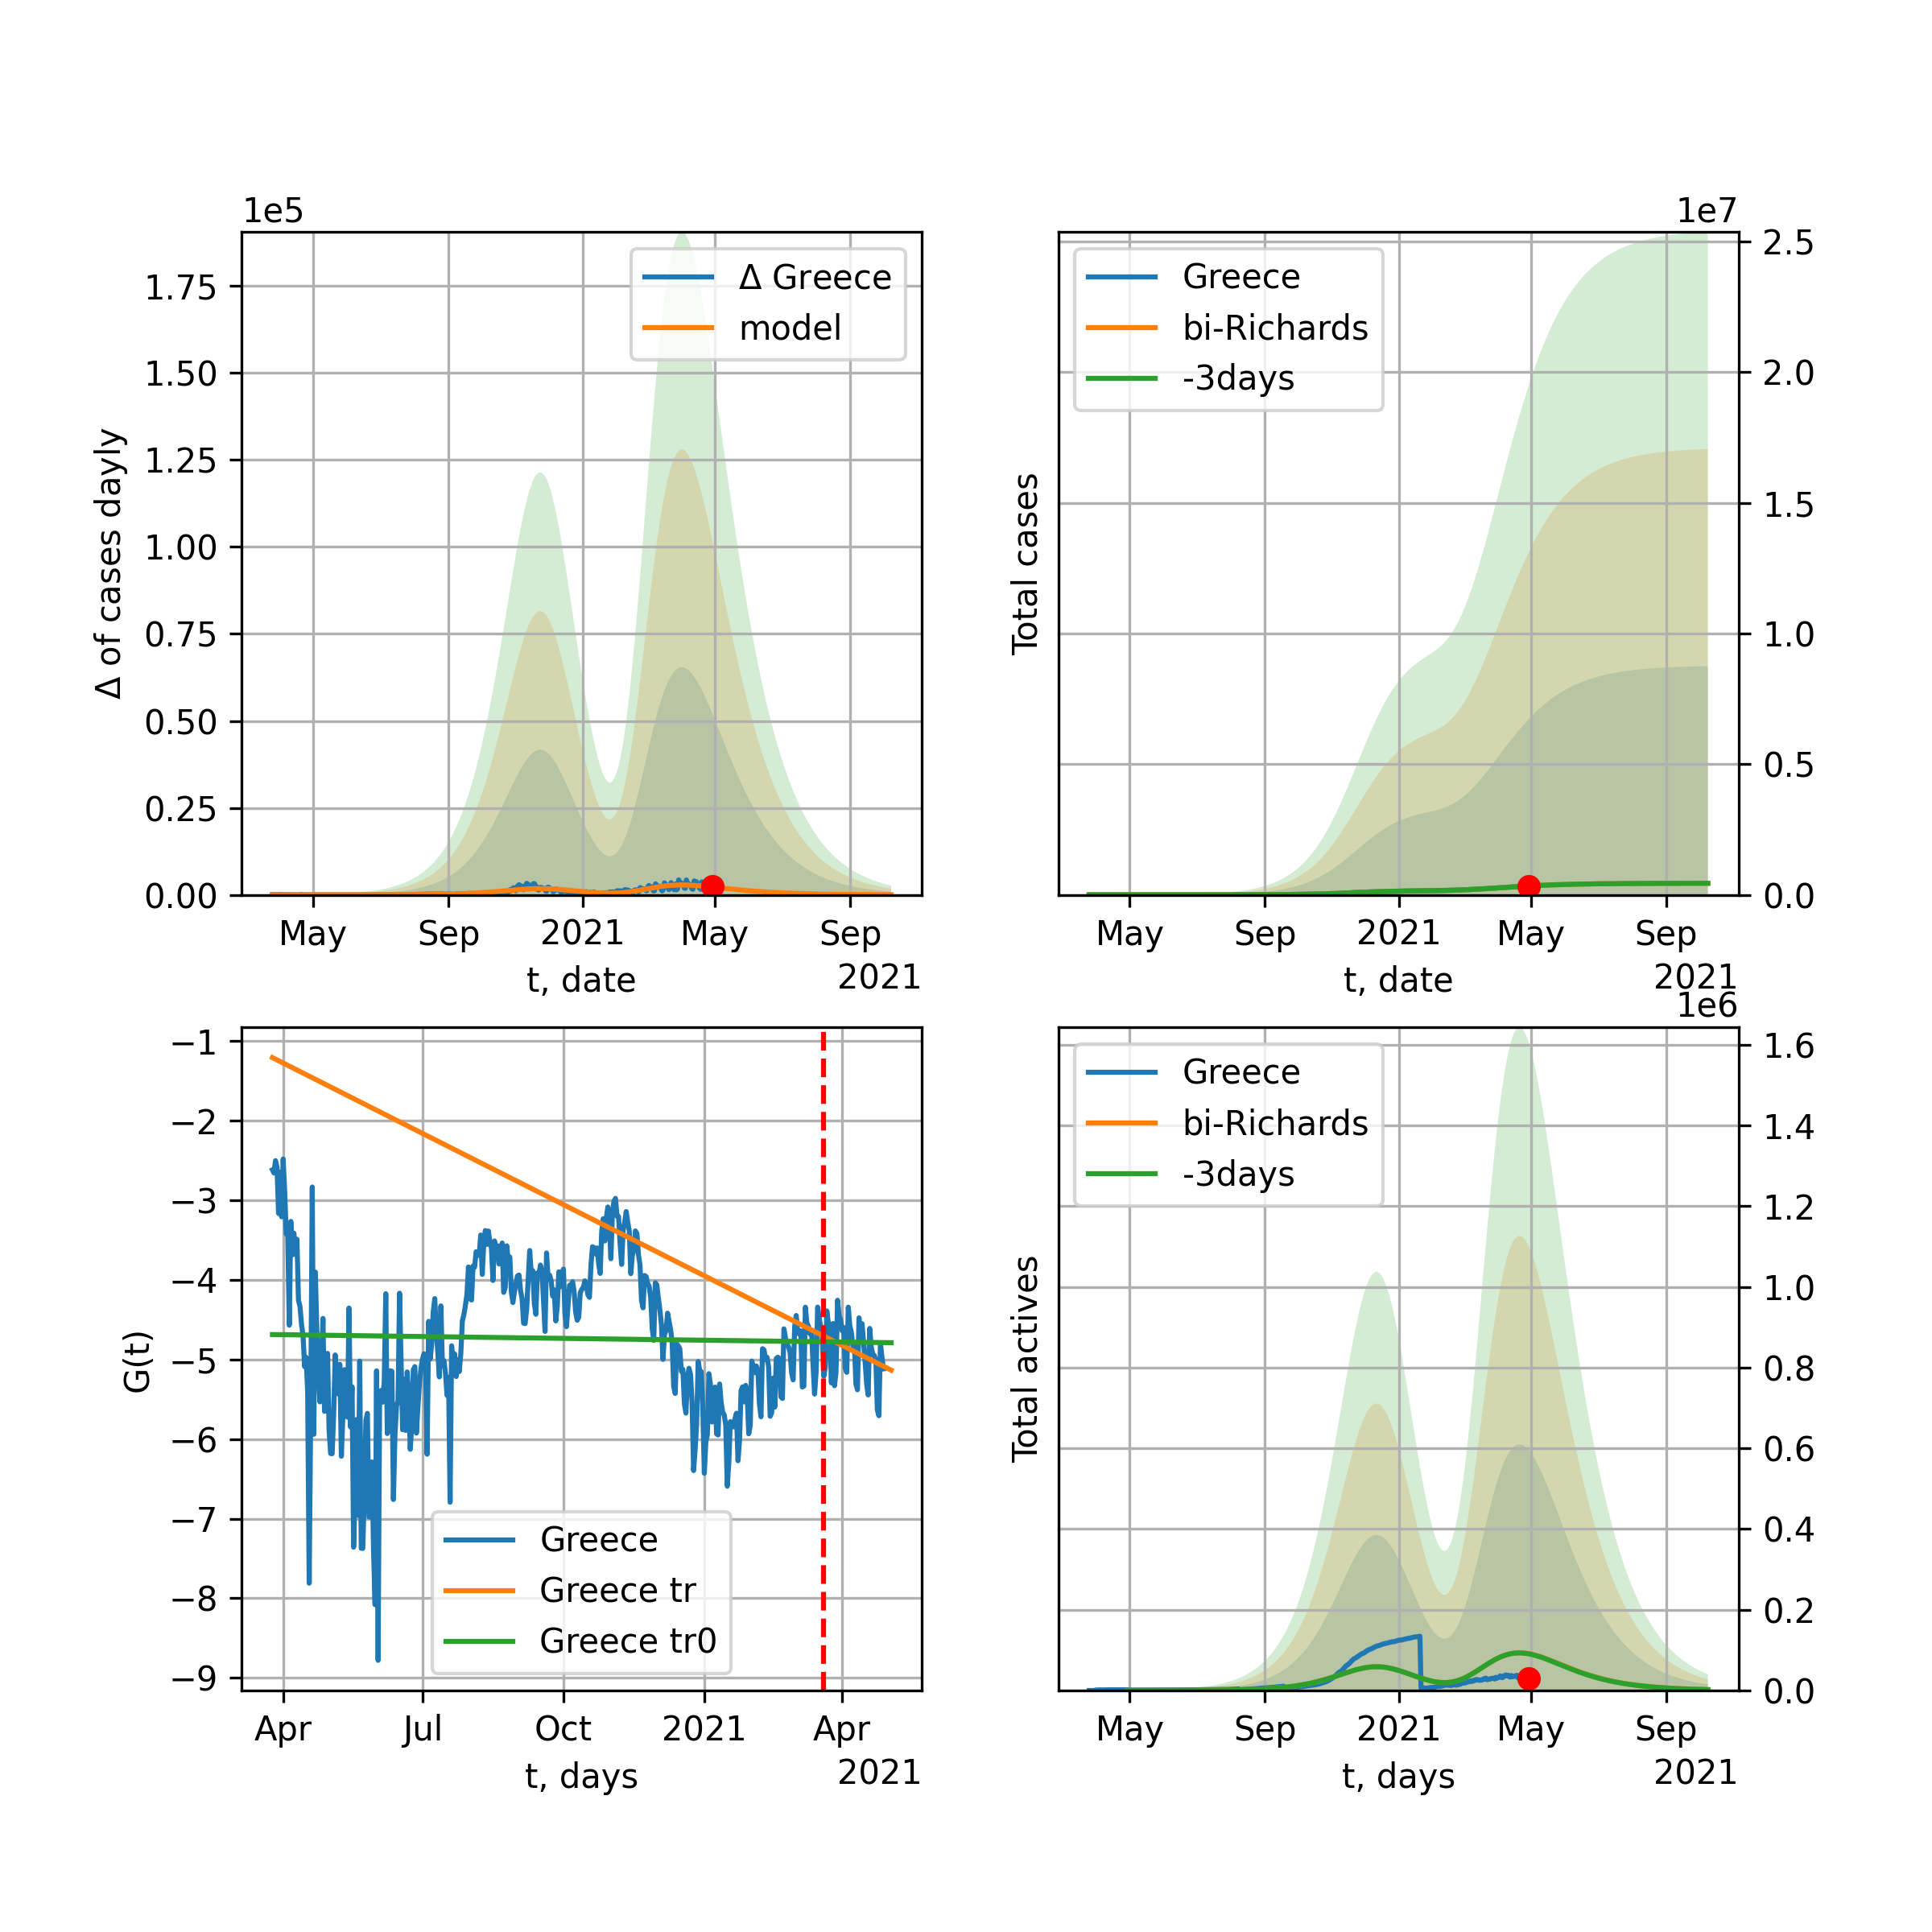 1e5
1.75
1.50
1.25
1.00
0.75
0.50
0.25
0.00
Δ of cases dayly
Δ Greece
model
May Sep 2021 May Sep
t, date
2021
1e7
2.5
2.0
1.5
1.0
0.5
0.0
Total cases
Greece
bi-Richards
-3days
May Sep 2021 May Sep
t, date
2021
−1
−2
−3
−4
−5
−6
−7
−8
−9
G(t)
Greece
Greece tr
Greece tr0
Apr Jul Oct 2021 Apr
t, days
2021
1e6
1.6
1.4
1.2
1.0
0.8
0.6
0.4
0.2
0.0
Total actives
Greece
bi-Richards
-3days
May Sep 2021 May Sep
t, days
2021